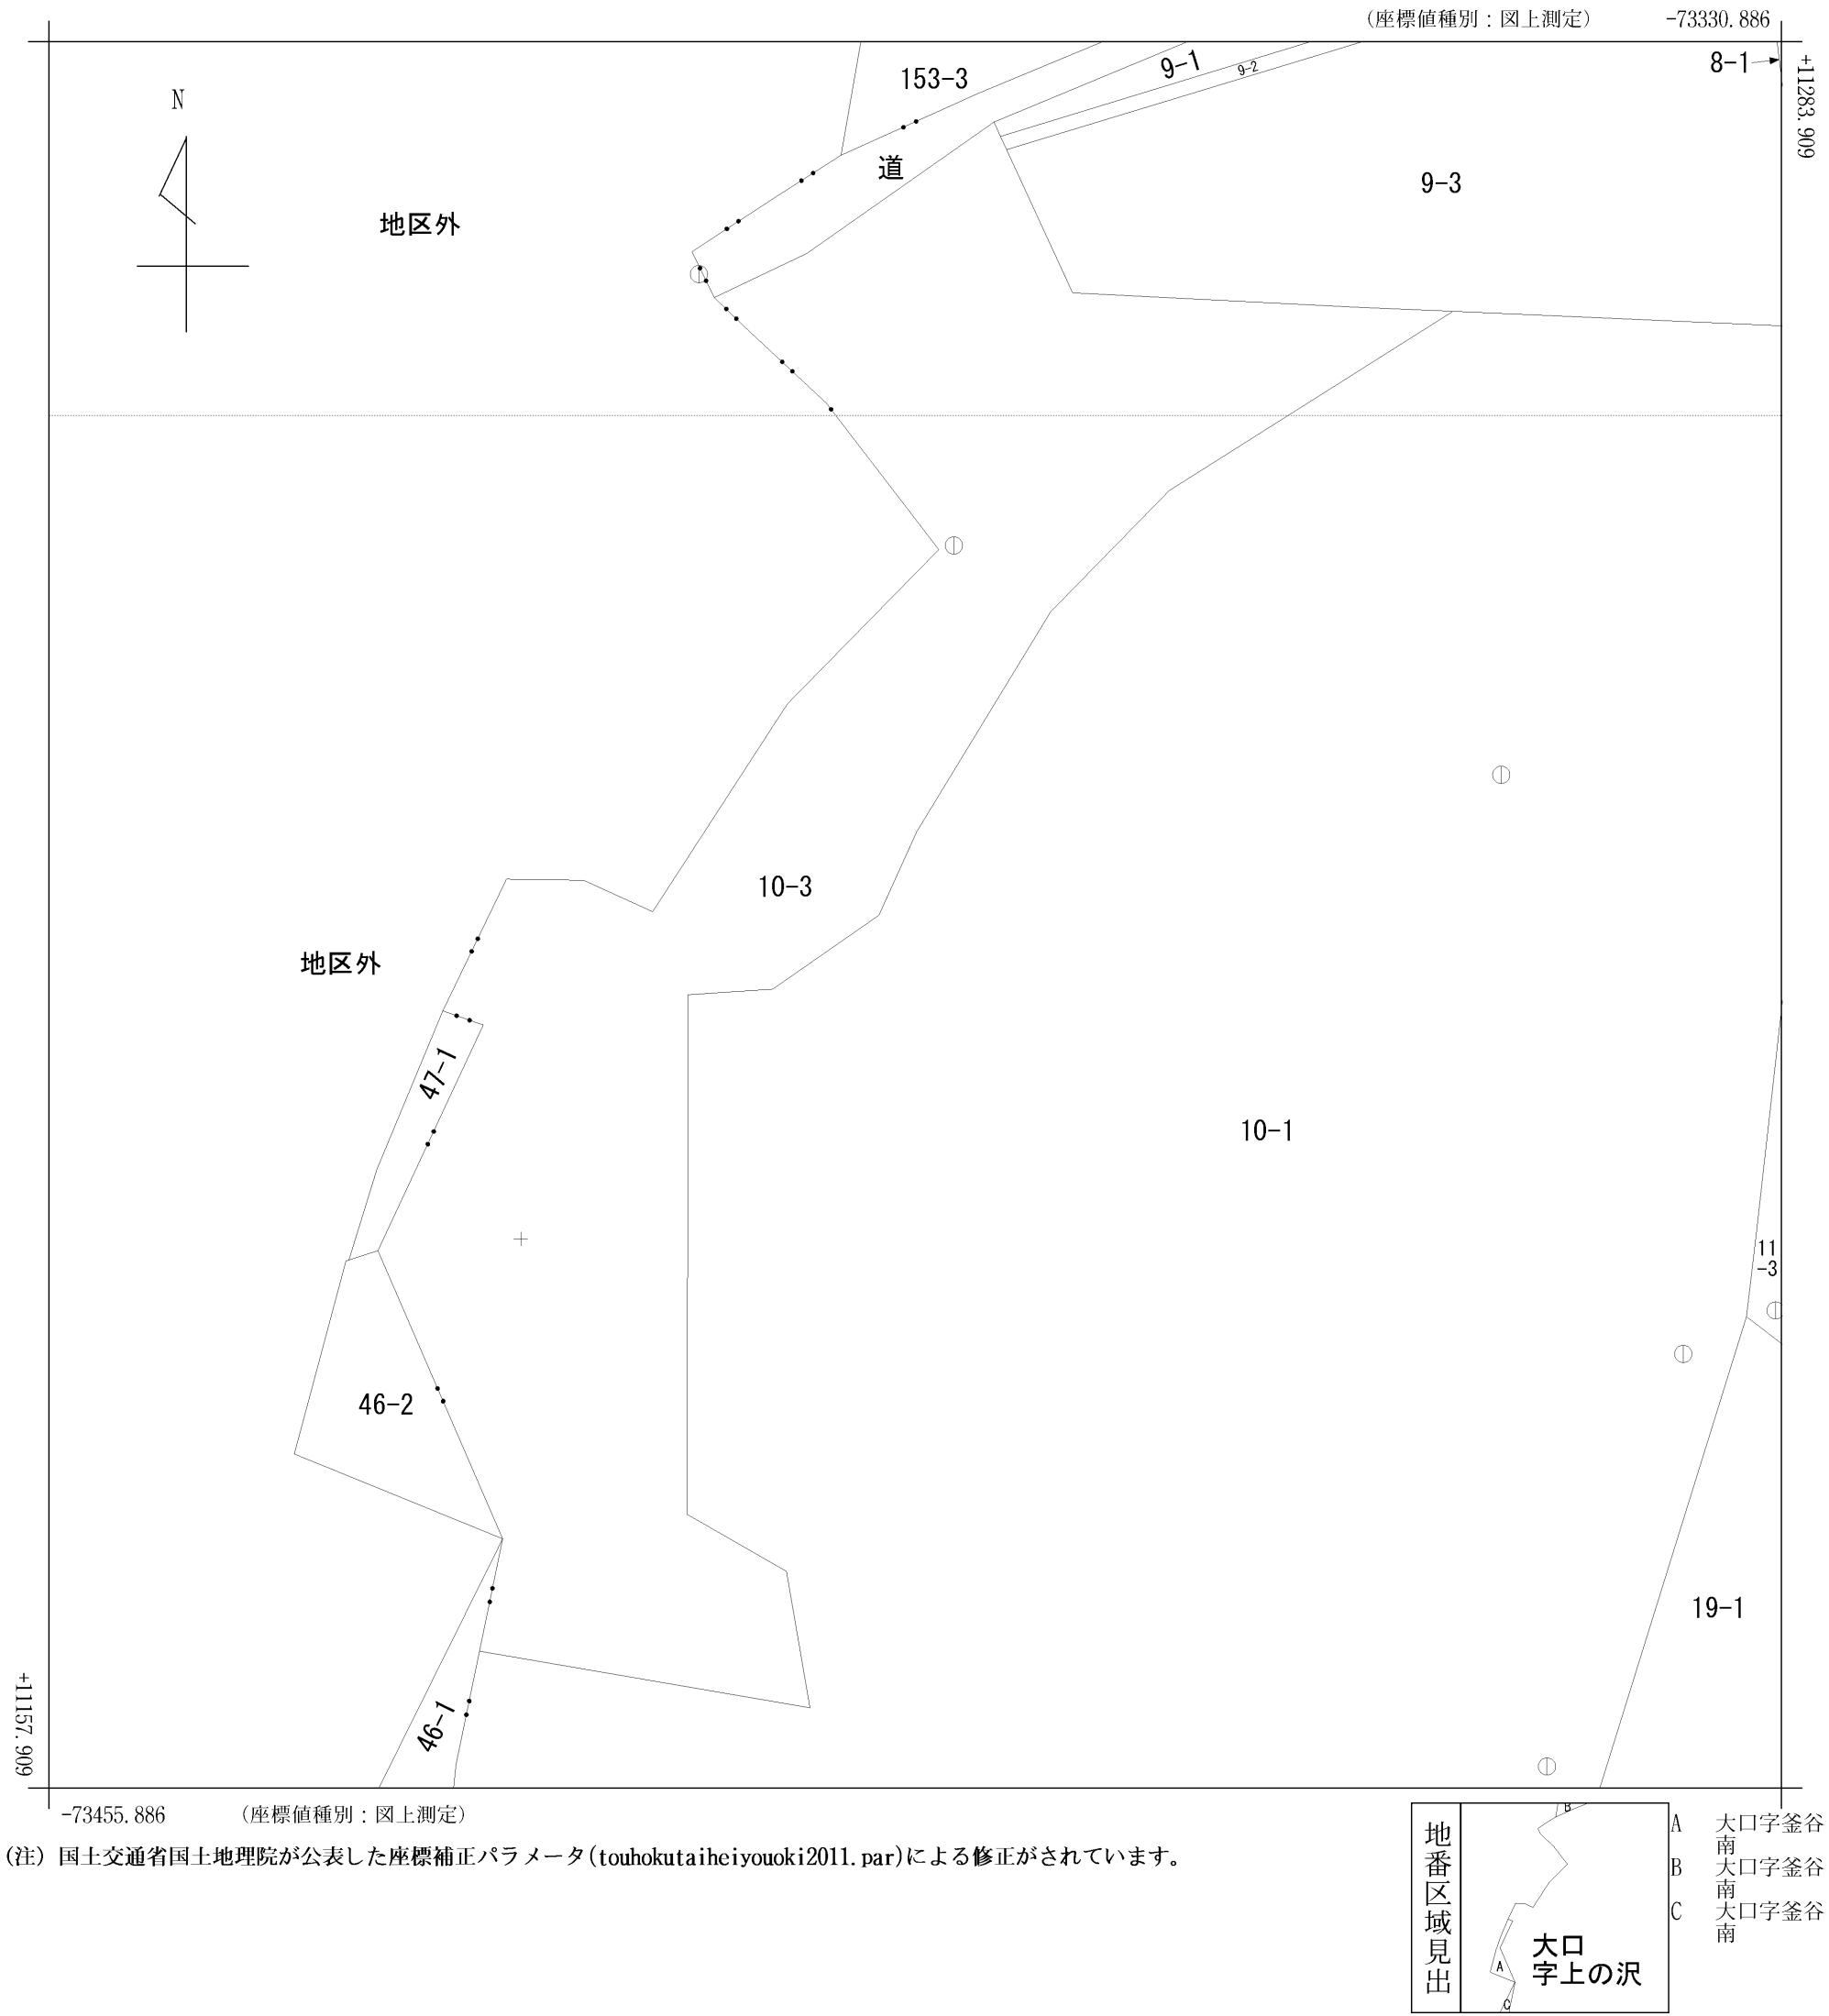 (座標値種別：図上測定)
-73330.886
153-3
9-1
9-2
8-1
+11283.909
N
道
9-3
地区外
10-3
地区外
47-1
10-1
11
-3
46-2
19-1
+11157.909
46-1
-73455.886
(座標値種別：図上測定)
(注) 国土交通省国土地理院が公表した座標補正パラメータ(touhokutaiheiyouoki2011.par)による修正がされています。
地番区域見出
B
A
C
大口
字上の沢
A 大口字釜谷
南
B 大口字釜谷
南
C 大口字釜谷
南